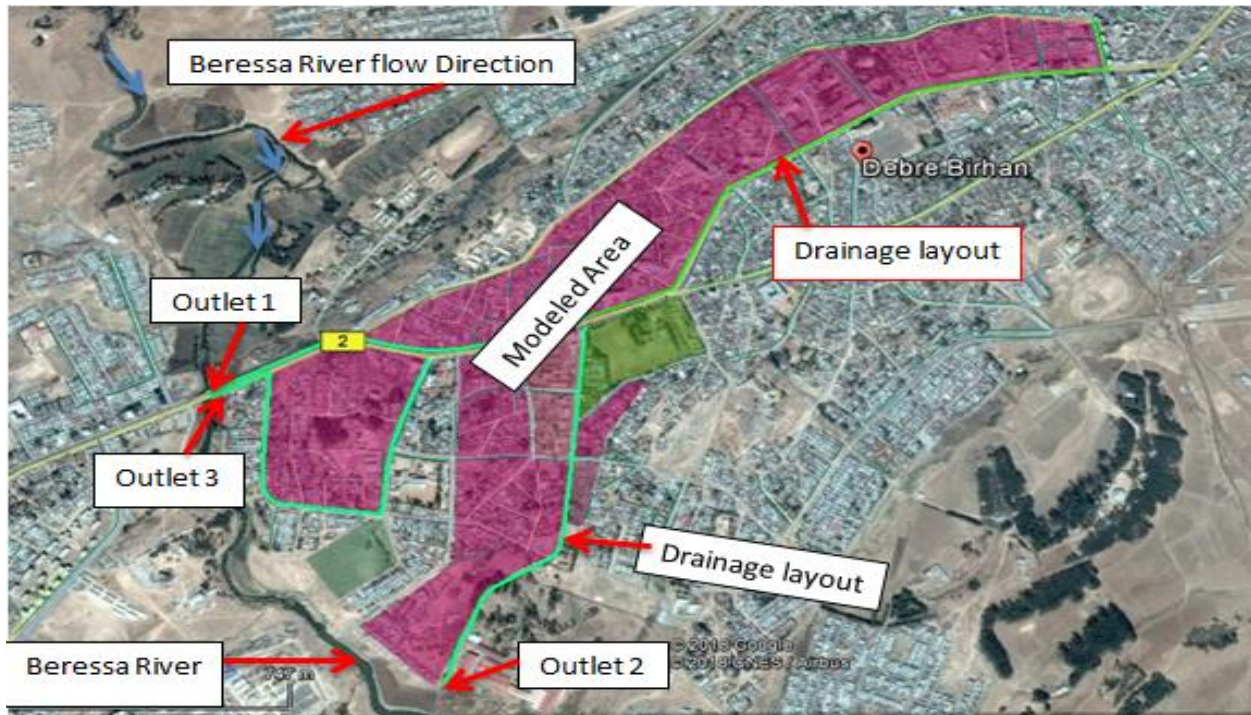 Beressa River flow Direction
Debre Birhan
Drainage layout
Modeled Area
Outlet 1
2
Outlet 3
Drainage layout
© 2018 Google
© 2018 CNES / Airbus
Beressa River
Outlet 2